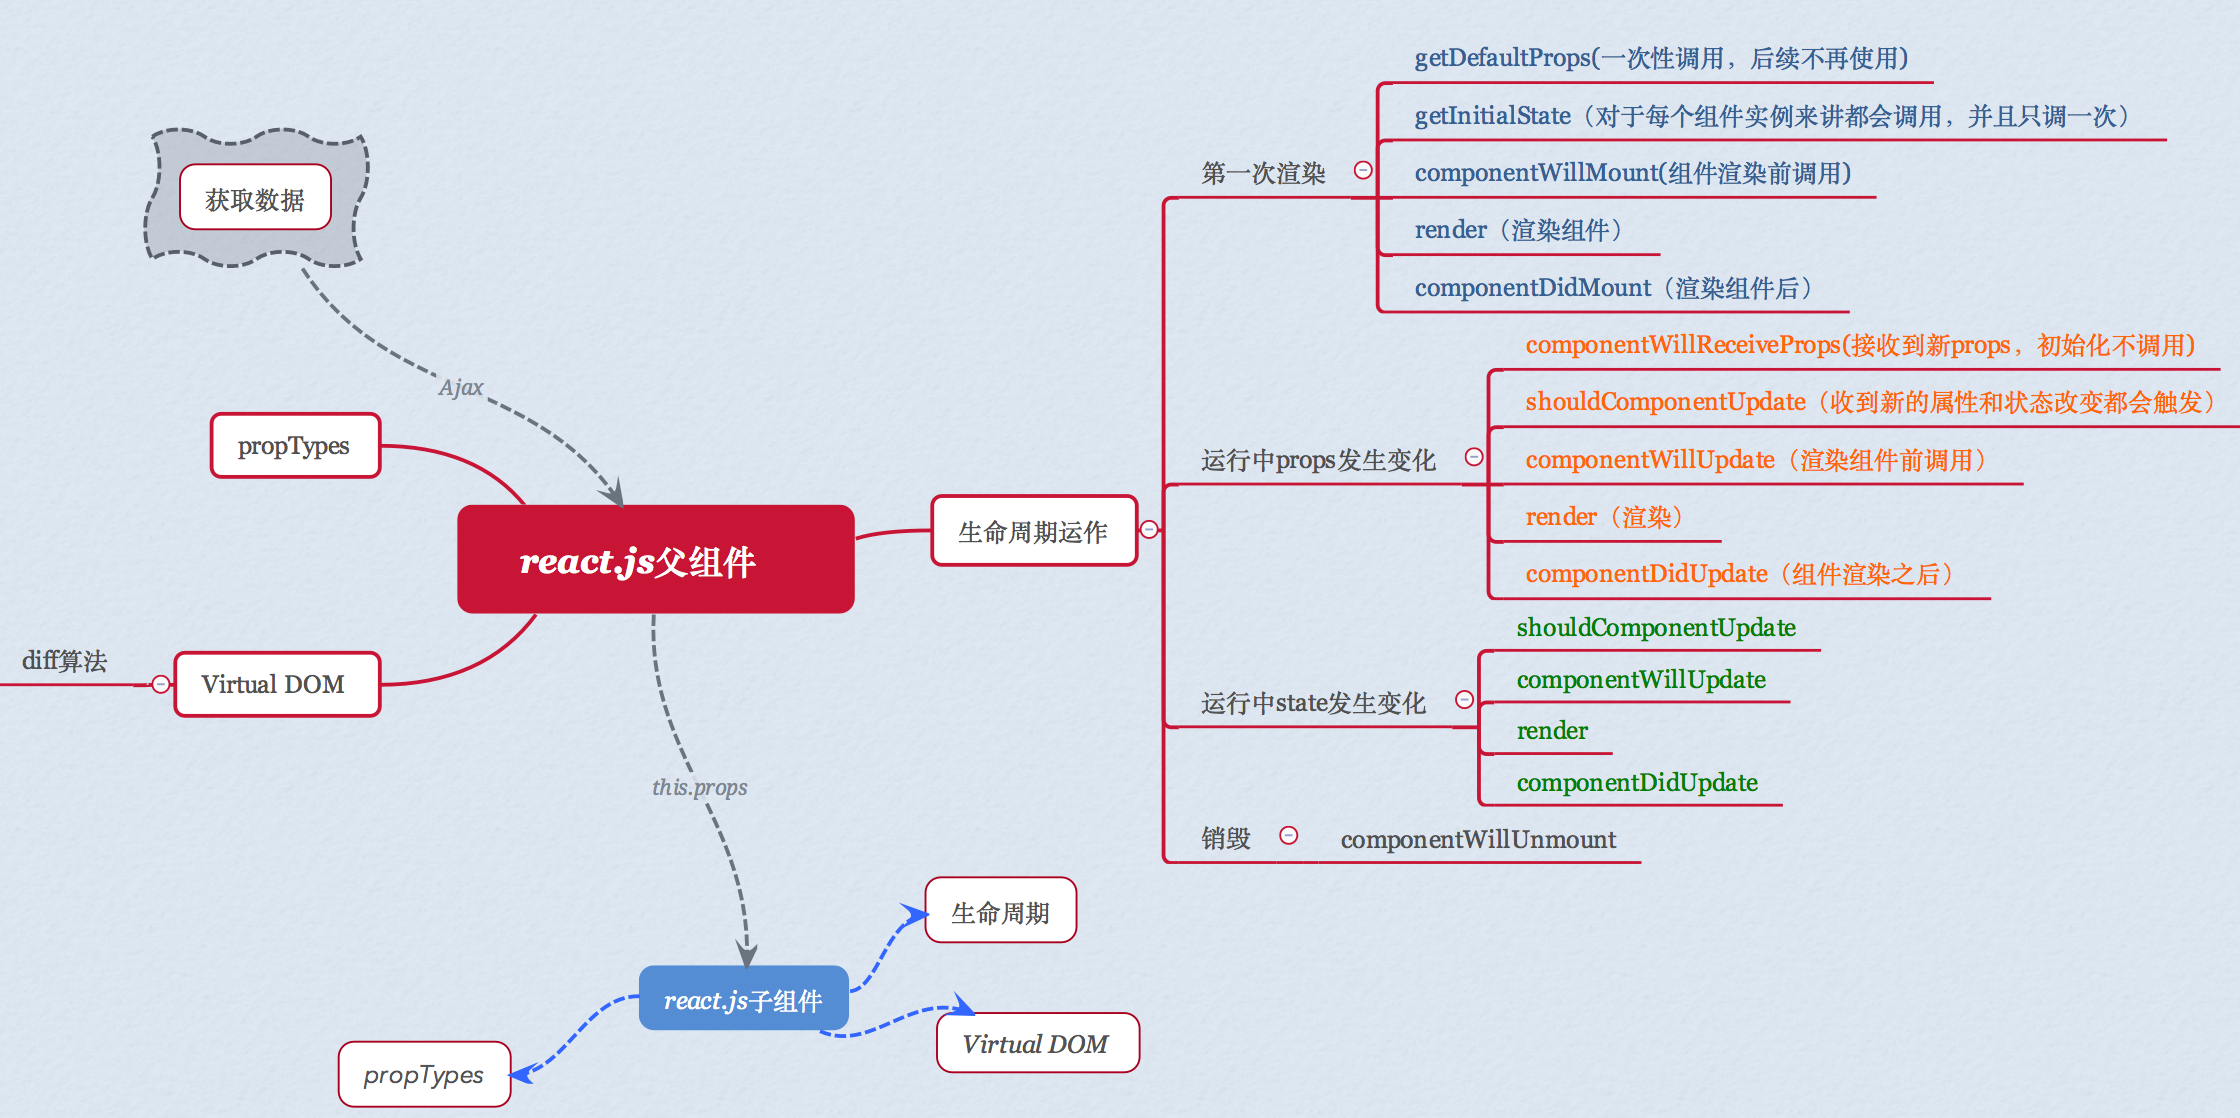 获取数据
Ajax
propTypes
react.js父组件
Virtual DOM
diff算法
生命周期运作
第一次渲染
getDefaultProps(一次性调用，后续不再使用)
getInitialState（对于每个组件实例来讲都会调用，并且只调一次）
componentWillMount(组件渲染前调用)
render（渲染组件）
componentDidMount（渲染组件后）
运行中props发生变化
componentWillReceiveProps(接收到新props，初始化不调用)
shouldComponentUpdate（收到新的属性和状态改变都会触发）
componentWillUpdate（渲染组件前调用）
render（渲染）
componentDidUpdate（组件渲染之后）
运行中state发生变化
shouldComponentUpdate
componentWillUpdate
render
componentDidUpdate
销毁
componentWillUnmount
this.props
react.js子组件
生命周期
Virtual DOM
propTypes